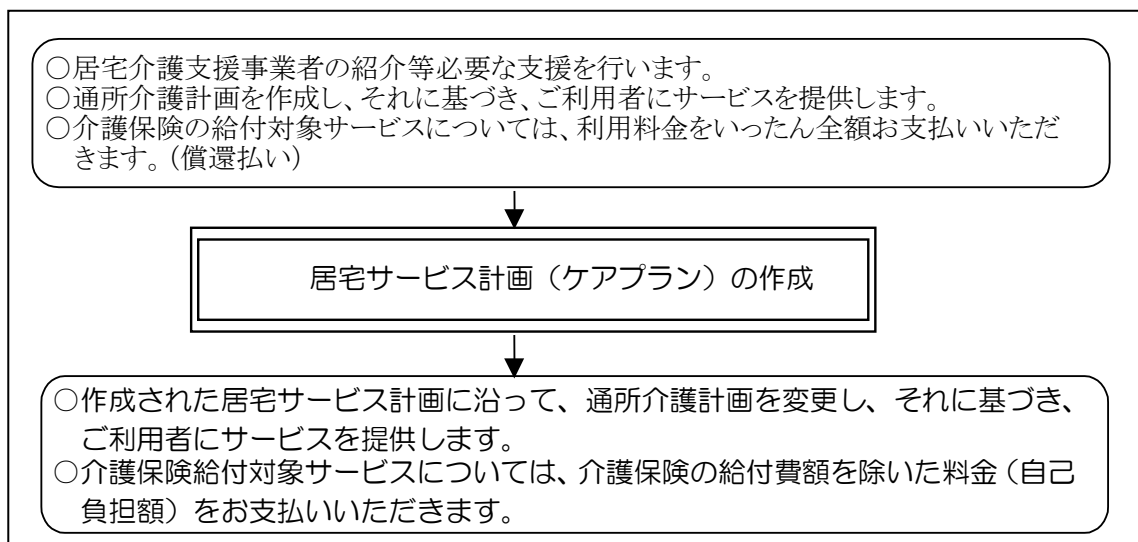 ○居宅介護支援事業者の紹介等必要な支援を行います。
○通所介護計画を作成し、それに基づき、ご利用者にサービスを提供します。
○介護保険の給付対象サービスについては、利用料金をいったん全額お支払いいただ
きます。（償還払い）
居宅サービス計画（ケアプラン）の作成
○作成された居宅サービス計画に沿って、通所介護計画を変更し、それに基づき、
ご利用者にサービスを提供します。
○介護保険給付対象サービスについては、介護保険の給付費額を除いた料金（自己
負担額）をお支払いいただきます。